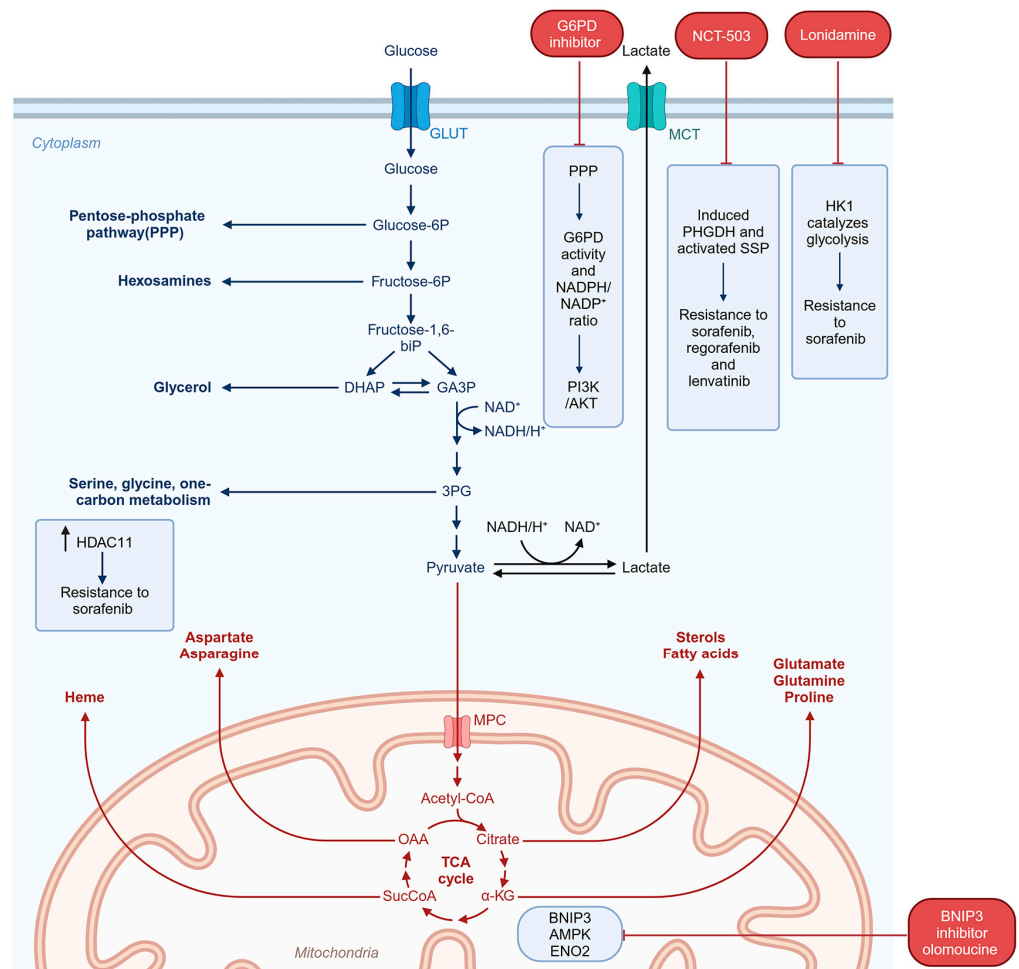 G6PD
inhibitor
NCT-503
Lonidamine
Glucose
Lactate
GLUT
MCT
Cytoplasm
Glucose
Pentose-phosphate
pathway(PPP)
Glucose-6P
Hexosamines
Fructose-6P
Fructose-1,6-
biP
Glycerol
DHAP
GA3P
NAD⁺
NADH/H⁺
Serine, glycine, one-
carbon metabolism
3PG
NADH/H⁺
NAD⁺
Pyruvate
Lactate
PPP
G6PD
activity
and
NADPH/
NADP⁺
ratio
PI3K
/AKT
Induced
PHGDH and
activated SSP
Resistance to
sorafenib,
regorafenib
and
lenvatinib
HK1
catalyzes
glycolysis
Resistance
to
sorafenib
HDAC11
Resistance to
sorafenib
Aspartate
Asparagine
Sterols
Fatty acids
Heme
Glutamate
Glutamine
Proline
MPC
Acetyl-CoA
OAA
Citrate
TCA
cycle
SucCoA
α-KG
BNIP3
AMPK
ENO2
BNIP3
inhibitor
olomoucine
Mitochondria